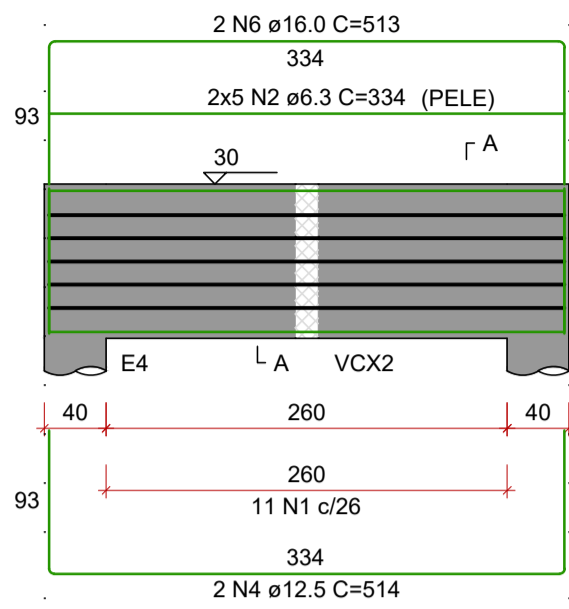 2 N6 ø16.0 C=513
334
2x5 N2 ø6.3 C=334 (PELE)
93
A
30
E4
A
VCX2
40
260
40
260
11 N1 c/26
93
334
2 N4 ø12.5 C=514